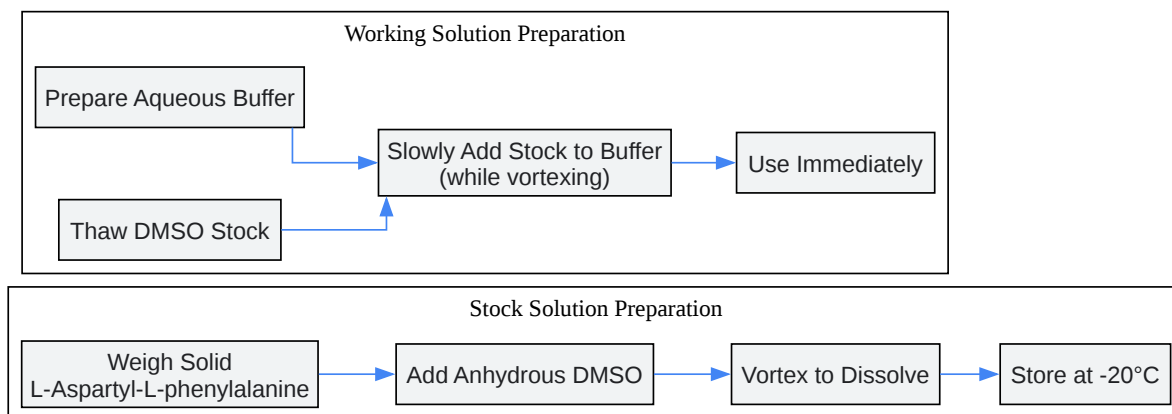 Working Solution Preparation
Prepare Aqueous Buffer
Slowly Add Stock to Buffer
(while vortexing)
Use Immediately
Thaw DMSO Stock
Stock Solution Preparation
Weigh Solid
L-Aspartyl-L-phenylalanine
Add Anhydrous DMSO
Vortex to Dissolve
Store at -20°C